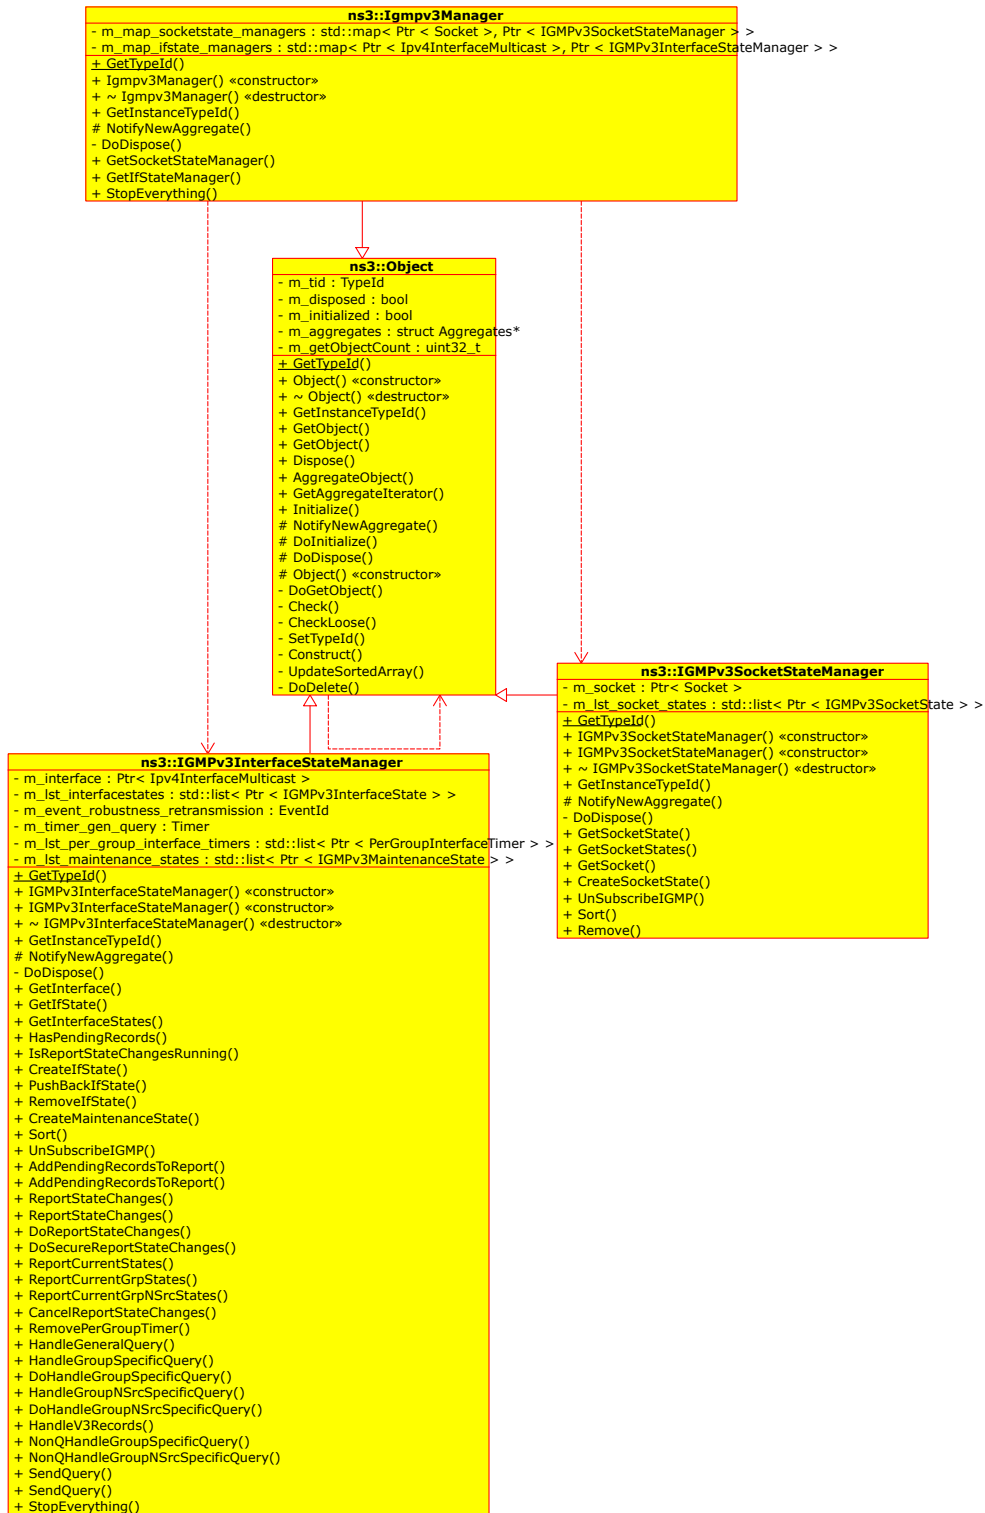 ns3::Igmpv3Manager
- m_map_socketstate_managers : std::map< Ptr < Socket >, Ptr < IGMPv3SocketStateManager > >
- m_map_ifstate_managers : std::map< Ptr < Ipv4InterfaceMulticast >, Ptr < IGMPv3InterfaceStateManager > >
+ GetTypeId()
+ Igmpv3Manager() «constructor»
+ ~ Igmpv3Manager() «destructor»
+ GetInstanceTypeId()
# NotifyNewAggregate()
- DoDispose()
+ GetSocketStateManager()
+ GetIfStateManager()
+ StopEverything()
ns3::Object
- m_tid : TypeId
- m_disposed : bool
- m_initialized : bool
- m_aggregates : struct Aggregates*
- m_getObjectCount : uint32_t
+ GetTypeId()
+ Object() «constructor»
+ ~ Object() «destructor»
+ GetInstanceTypeId()
+ GetObject()
+ GetObject()
+ Dispose()
+ AggregateObject()
+ GetAggregateIterator()
+ Initialize()
# NotifyNewAggregate()
# DoInitialize()
# DoDispose()
# Object() «constructor»
- DoGetObject()
- Check()
- CheckLoose()
- SetTypeId()
- Construct()
- UpdateSortedArray()
- DoDelete()
ns3::IGMPv3SocketStateManager
- m_socket : Ptr< Socket >
- m_lst_socket_states : std::list< Ptr < IGMPv3SocketState > >
+ GetTypeId()
+ IGMPv3SocketStateManager() «constructor»
+ IGMPv3SocketStateManager() «constructor»
+ ~ IGMPv3SocketStateManager() «destructor»
+ GetInstanceTypeId()
# NotifyNewAggregate()
- DoDispose()
+ GetSocketState()
+ GetSocketStates()
+ GetSocket()
+ CreateSocketState()
+ UnSubscribeIGMP()
+ Sort()
+ Remove()
ns3::IGMPv3InterfaceStateManager
- m_interface : Ptr< Ipv4InterfaceMulticast >
- m_lst_interfacestates : std::list< Ptr < IGMPv3InterfaceState > >
- m_event_robustness_retransmission : EventId
- m_timer_gen_query : Timer
- m_lst_per_group_interface_timers : std::list< Ptr < PerGroupInterfaceTimer > >
- m_lst_maintenance_states : std::list< Ptr < IGMPv3MaintenanceState > >
+ GetTypeId()
+ IGMPv3InterfaceStateManager() «constructor»
+ IGMPv3InterfaceStateManager() «constructor»
+ ~ IGMPv3InterfaceStateManager() «destructor»
+ GetInstanceTypeId()
# NotifyNewAggregate()
- DoDispose()
+ GetInterface()
+ GetIfState()
+ GetInterfaceStates()
+ HasPendingRecords()
+ IsReportStateChangesRunning()
+ CreateIfState()
+ PushBackIfState()
+ RemoveIfState()
+ CreateMaintenanceState()
+ Sort()
+ UnSubscribeIGMP()
+ AddPendingRecordsToReport()
+ AddPendingRecordsToReport()
+ ReportStateChanges()
+ ReportStateChanges()
+ DoReportStateChanges()
+ DoSecureReportStateChanges()
+ ReportCurrentStates()
+ ReportCurrentGrpStates()
+ ReportCurrentGrpNSrcStates()
+ CancelReportStateChanges()
+ RemovePerGroupTimer()
+ HandleGeneralQuery()
+ HandleGroupSpecificQuery()
+ DoHandleGroupSpecificQuery()
+ HandleGroupNSrcSpecificQuery()
+ DoHandleGroupNSrcSpecificQuery()
+ HandleV3Records()
+ NonQHandleGroupSpecificQuery()
+ NonQHandleGroupNSrcSpecificQuery()
+ SendQuery()
+ SendQuery()
+ StopEverything()